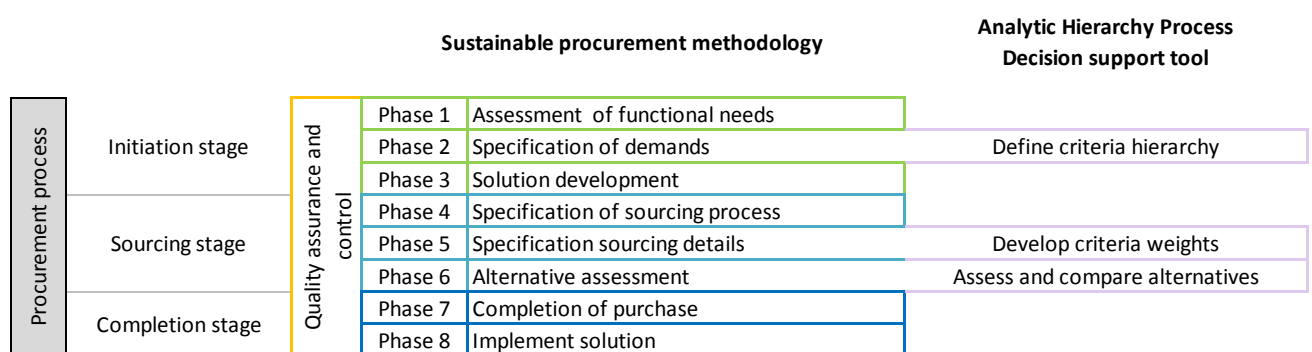 Sustainable procurement methodology
Analytic Hierarchy Process
Decision support tool
Procurement process
Initiation stage
Sourcing stage
Completion stage
Quality assurance and
control
Phase 1 Assessment of functional needs
Phase 2 Specification of demands Define criteria hierarchy
Phase 3 Solution development
Phase 4 Specification of sourcing process
Phase 5 Specification sourcing details Develop criteria weights
Phase 6 Alternative assessment Assess and compare alternatives
Phase 7 Completion of purchase
Phase 8 Implement solution